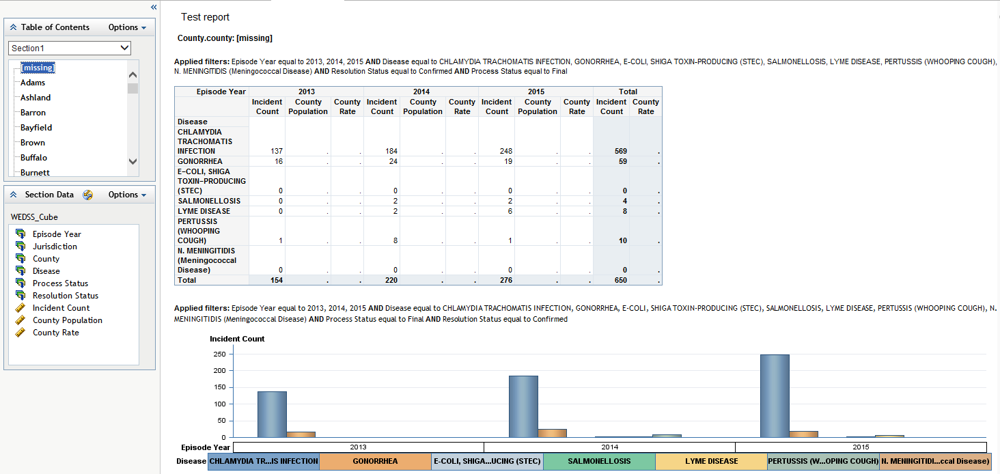 «
Table of Contents Options
Section1
missing
Adams
Ashland
Barron
Bayfield
Brown
Buffalo
Burnett
Section Data Options
WEDSS_Cube
Episode Year
Jurisdiction
County
Disease
Process Status
Resolution Status
Incident Count
County Population
County Rate
Test report
County.county: [missing]
Applied filters: Episode Year equal to 2013, 2014, 2015 AND Disease equal to CHLAMYDIA TRACHOMATIS INFECTION, GONORRHEA, E-COLI, SHIGA TOXIN-PRODUCING (STEC), SALMONELLOSIS, LYME DISEASE, PERTUSSIS (WHOOPING COUGH),
N. MENINGITIDIS (Meningococcal Disease) AND Resolution Status equal to Confirmed AND Process Status equal to Final
Episode Year 2013 2014 2015 Total
Incident County County Incident County County Incident County County Incident County
Count Population Rate Count Population Rate Count Population Rate Count Rate
Disease
CHLAMYDIA
TRACHOMATIS
INFECTION 137 . . 184 . . 248 . . 569 .
GONORRHEA 16 . . 24 . . 19 . . 59 .
E-COLI, SHIGA
TOXIN-PRODUCING
(STEC) 0 . . 0 . . 0 . . 0 .
SALMONELLOSIS 0 . . 2 . . 2 . . 4 .
LYME DISEASE 0 . . 2 . . 6 . . 8 .
PERTUSSIS
(WHOOPING
COUGH) 1 . . 8 . . 1 . . 10 .
N. MENINGITIDIS
(Meningococcal
Disease) 0 . . 0 . . 0 . . 0 .
Total 154 . . 220 . . 276 . . 650 .
Applied filters: Episode Year equal to 2013, 2014, 2015 AND Disease equal to CHLAMYDIA TRACHOMATIS INFECTION, GONORRHEA, E-COLI, SHIGA TOXIN-PRODUCING (STEC), SALMONELLOSIS, LYME DISEASE, PERTUSSIS (WHOOPING COUGH), N.
MENINGITIDIS (Meningococcal Disease) AND Process Status equal to Final AND Resolution Status equal to Confirmed
Incident Count
250
200
150
100
50
0
Episode Year 2013 2014 2015
Disease CHLAMYDIA TR...IS INFECTION GONORRHEA E-COLI, SHIGA...UCING (STEC) SALMONELLOSIS LYME DISEASE PERTUSSIS (W...OPING COUGH) N. MENINGITIDI...ccal Disease)